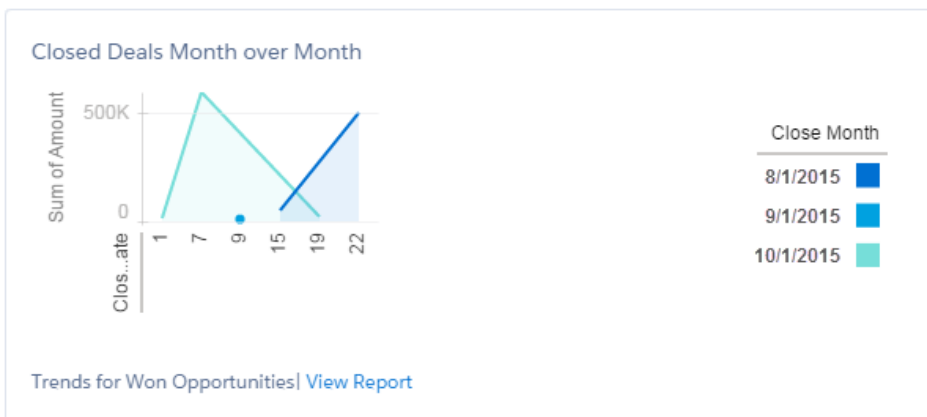 Closed Deals Month over Month
Sum of Amount
500K
0
Clos...ate
1
7
9
15
19
22
Close Month
8/1/2015
9/1/2015
10/1/2015
Trends for Won Opportunities| View Report